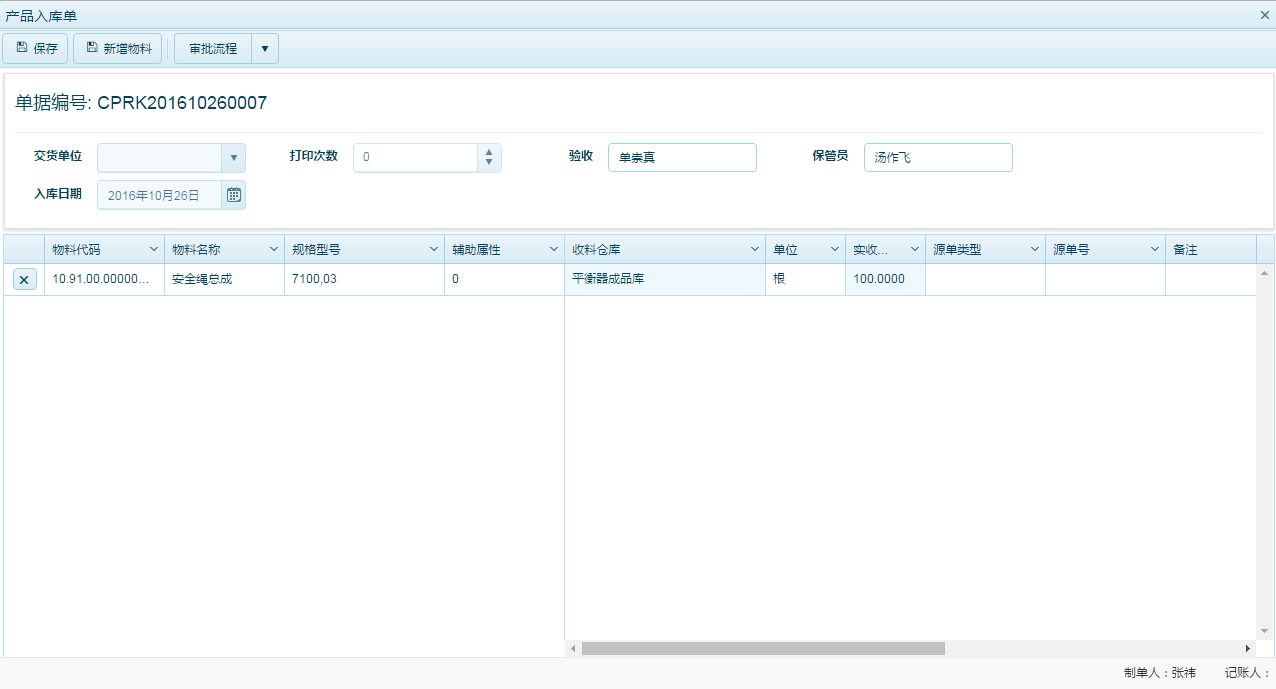 产品入库单
保存 新增物料 审批流程
单据编号: CPRK201610260007
交货单位 打印次数 0 验收 单崇真 保管员 汤作飞
入库日期 2016年10月26日
物料代码 物料名称 规格型号 辅助属性 收料仓库 单位 实收... 源单类型 源单号 备注
10.91.00.00000... 安全绳总成 7100,03 0 平衡器成品库 根 100.0000
制单人：张祎 记账人：